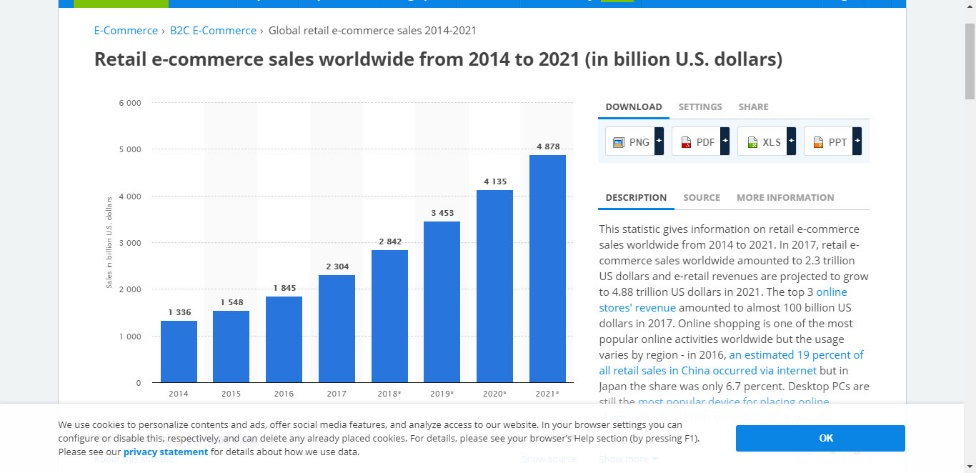 E-Commerce › B2C E-Commerce › Global retail e-commerce sales 2014-2021
Retail e-commerce sales worldwide from 2014 to 2021 (in billion U.S. dollars)
6 000
5 000
4 000
3 000
2 000
1 000
0
Sales in billion U.S. dollars
1 336
1 548
1 845
2 304
2 842
3 453
4 135
4 878
2014
2015
2016
2017
2018*
2019*
2020*
2021*
DOWNLOAD SETTINGS SHARE
PNG + PDF + XLS + PPT +
DESCRIPTION SOURCE MORE INFORMATION
This statistic gives information on retail e-commerce
sales worldwide from 2014 to 2021. In 2017, retail e-
commerce sales worldwide amounted to 2.3 trillion
US dollars and e-retail revenues are projected to grow
to 4.88 trillion US dollars in 2021. The top 3 online
stores' revenue amounted to almost 100 billion US
dollars in 2017. Online shopping is one of the most
popular online activities worldwide but the usage
varies by region - in 2016, an estimated 19 percent of
all retail sales in China occurred via internet but in
Japan the share was only 6.7 percent. Desktop PCs are
still the most popular device for placing online
We use cookies to personalize contents and ads, offer social media features, and analyze access to our website. In your browser settings you can
configure or disable this, respectively, and can delete any already placed cookies. For details, please see your browser's Help section (by pressing F1).
Please see our privacy statement for details about how we use data.
OK
Show source
Show more